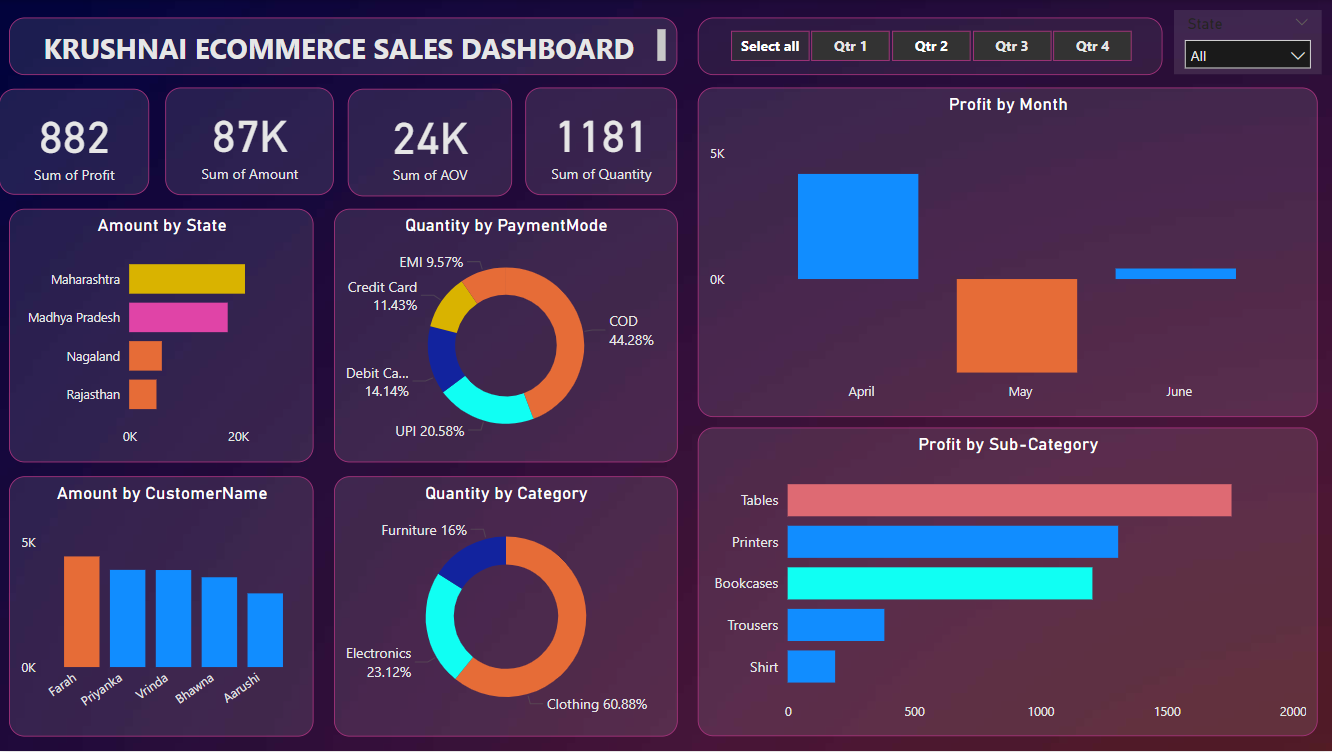 KRUSHNAI ECOMMERCE SALES DASHBOARD
Select all
Qtr 1
Qtr 2
Qtr 3
Qtr 4
State
All
882
Sum of Profit
87K
Sum of Amount
24K
Sum of AOV
1181
Sum of Quantity
Amount by State
Maharashtra
Madhya Pradesh
Nagaland
Rajasthan
0K
20K
Quantity by PaymentMode
EMI 9.57%
Credit Card
11.43%
COD
44.28%
Debit Ca...
14.14%
UPI 20.58%
Profit by Month
5K
0K
April
May
June
Amount by CustomerName
5K
0K
Farah
Priyanka
Vrinda
Bhawna
Aarushi
Quantity by Category
Furniture 16%
Electronics
23.12%
Clothing 60.88%
Profit by Sub-Category
Tables
Printers
Bookcases
Trousers
Shirt
0
500
1000
1500
2000